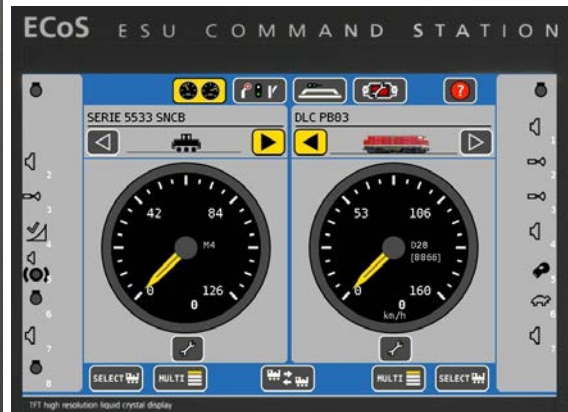 ECoS ESU COMMAND STATION
SERIE 5533 SNCB
DLC PB03
42 84
M4
0 126
0
53 106
D28
[8866]
0 160
0
km/h
1
2
2
3
3
4
4
5
5
6
6
7
7
8
SELECT
MULTI
MULTI
SELECT
TFT high resolution liquid crystal display